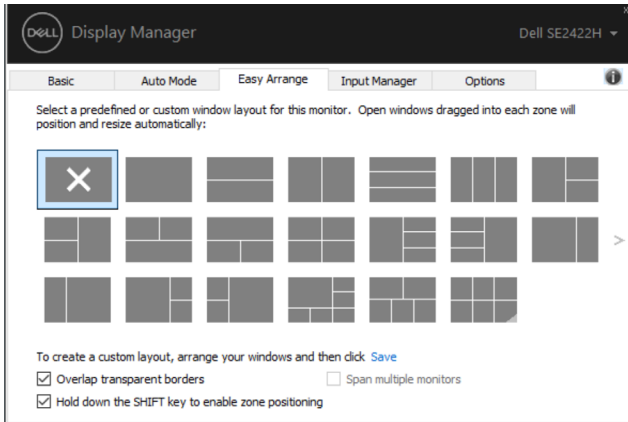 DELL Display Manager Dell SE2422H
Basic Auto Mode Easy Arrange Input Manager Options
Select a predefined or custom window layout for this monitor. Open windows dragged into each zone will
position and resize automatically:
To create a custom layout, arrange your windows and then click Save
Overlap transparent borders Span multiple monitors
Hold down the SHIFT key to enable zone positioning